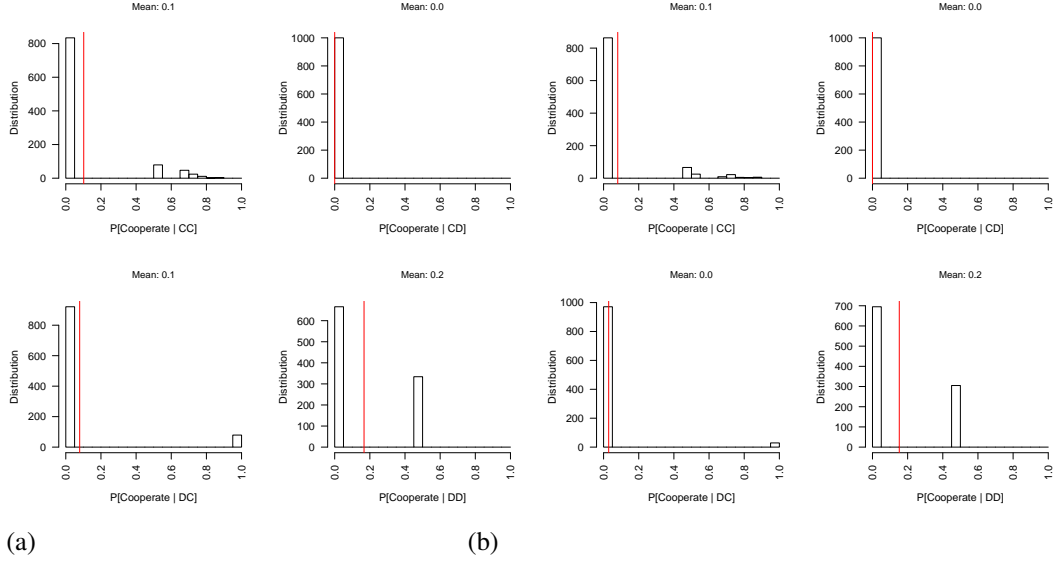 Mean: 0.1
Distribution
0 200 400 600 800
0.0 0.2 0.4 0.6 0.8 1.0
P[Cooperate | CC]
Mean: 0.0
Distribution
0 200 400 600 800 1000
0.0 0.2 0.4 0.6 0.8 1.0
P[Cooperate | CD]
Mean: 0.1
Distribution
0 200 400 600 800
0.0 0.2 0.4 0.6 0.8 1.0
P[Cooperate | CC]
Mean: 0.0
Distribution
0 200 400 600 800 1000
0.0 0.2 0.4 0.6 0.8 1.0
P[Cooperate | CD]
Mean: 0.1
Distribution
0 200 400 600 800
0.0 0.2 0.4 0.6 0.8 1.0
P[Cooperate | DC]
Mean: 0.2
Distribution
0 100 200 300 400 500 600
0.0 0.2 0.4 0.6 0.8 1.0
P[Cooperate | DD]
Mean: 0.0
Distribution
0 200 400 600 800 1000
0.0 0.2 0.4 0.6 0.8 1.0
P[Cooperate | DC]
Mean: 0.2
Distribution
0 100 200 300 400 500 600 700
0.0 0.2 0.4 0.6 0.8 1.0
P[Cooperate | DD]
(a)
(b)